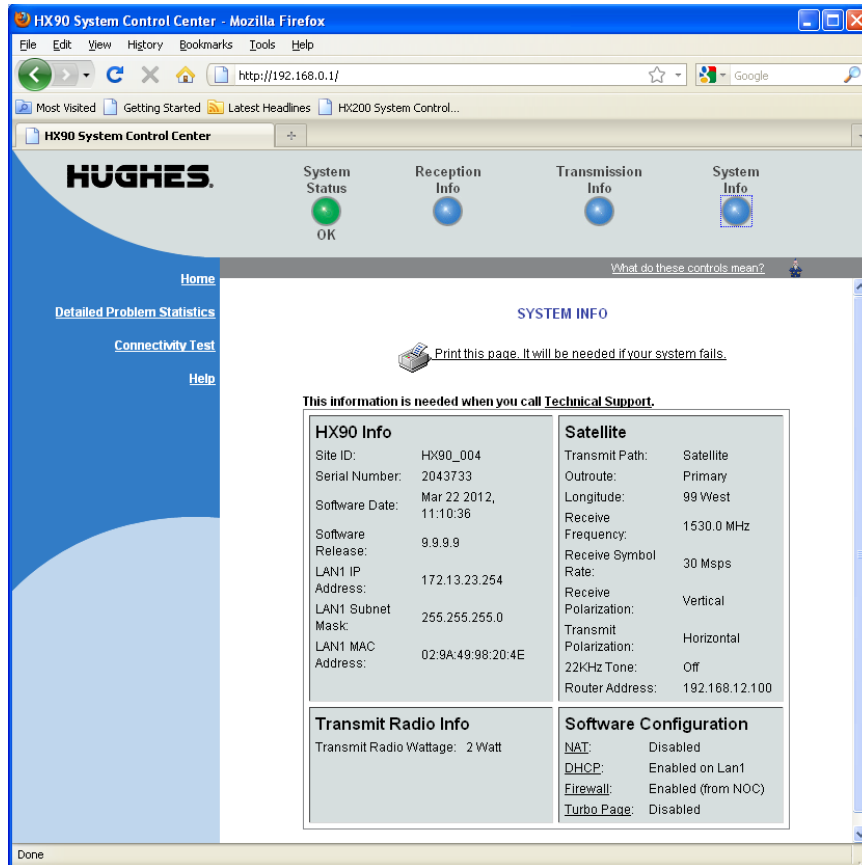 HX90 System Control Center - Mozilla Firefox
File Edit View History Bookmarks Tools Help
http://192.168.0.1/
Google
Most Visited Getting Started Latest Headlines HX200 System Control...
HX90 System Control Center
HUGHES.
System Status
OK
Reception Info
Transmission Info
System Info
What do these controls mean?
Home
Detailed Problem Statistics
Connectivity Test
Help
SYSTEM INFO
Print this page. It will be needed if your system fails.
This information is needed when you call Technical Support.
HX90 Info
Site ID: HX90_004
Serial Number: 2043733
Software Date: Mar 22 2012, 11:10:36
Software Release: 9.9.9.9
LAN1 IP Address: 172.13.23.254
LAN1 Subnet Mask: 255.255.255.0
LAN1 MAC Address: 02:9A:49:98:20:4E
Satellite
Transmit Path: Satellite
Outroute: Primary
Longitude: 99 West
Receive Frequency: 1530.0 MHz
Receive Symbol Rate: 30 Msps
Receive Polarization: Vertical
Transmit Polarization: Horizontal
22KHz Tone: Off
Router Address: 192.168.12.100
Transmit Radio Info
Transmit Radio Wattage: 2 Watt
Software Configuration
NAT: Disabled
DHCP: Enabled on Lan1
Firewall: Enabled (from NOC)
Turbo Page: Disabled
Done